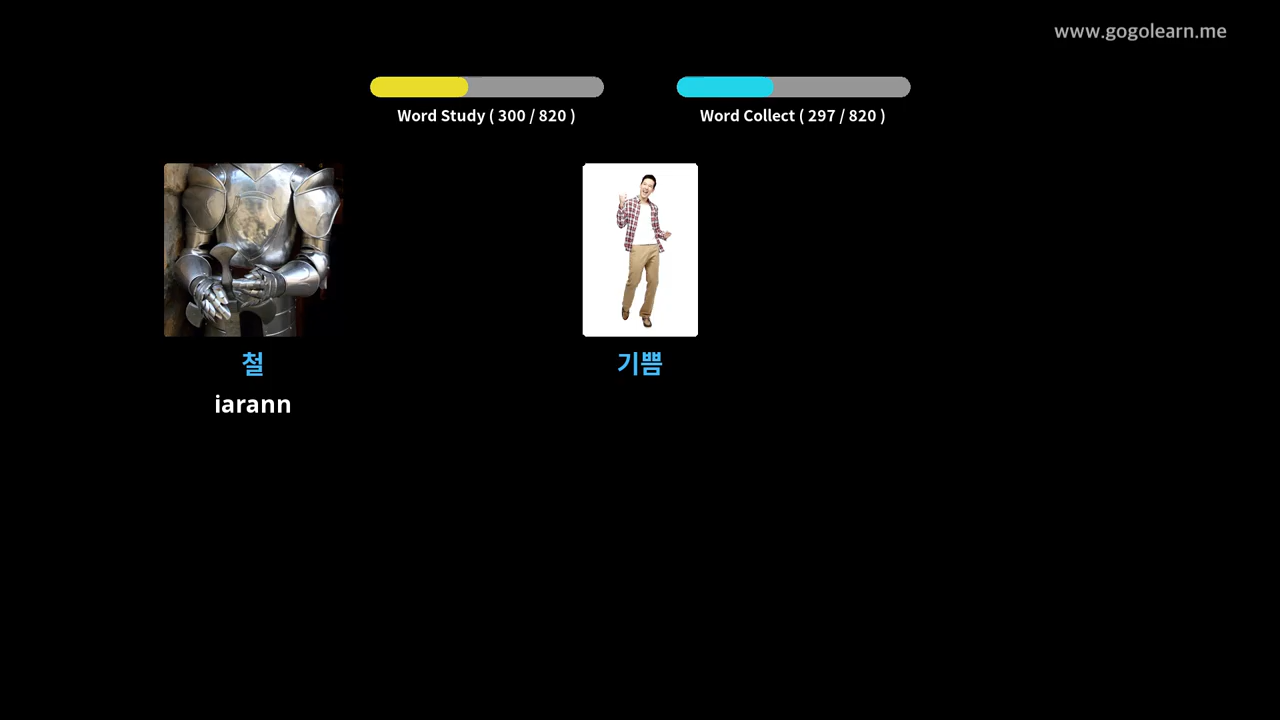 www.gogolearn.me
Word Study ( 300 / 820 )
Word Collect ( 297 / 820 )
철
iarann
기쁨